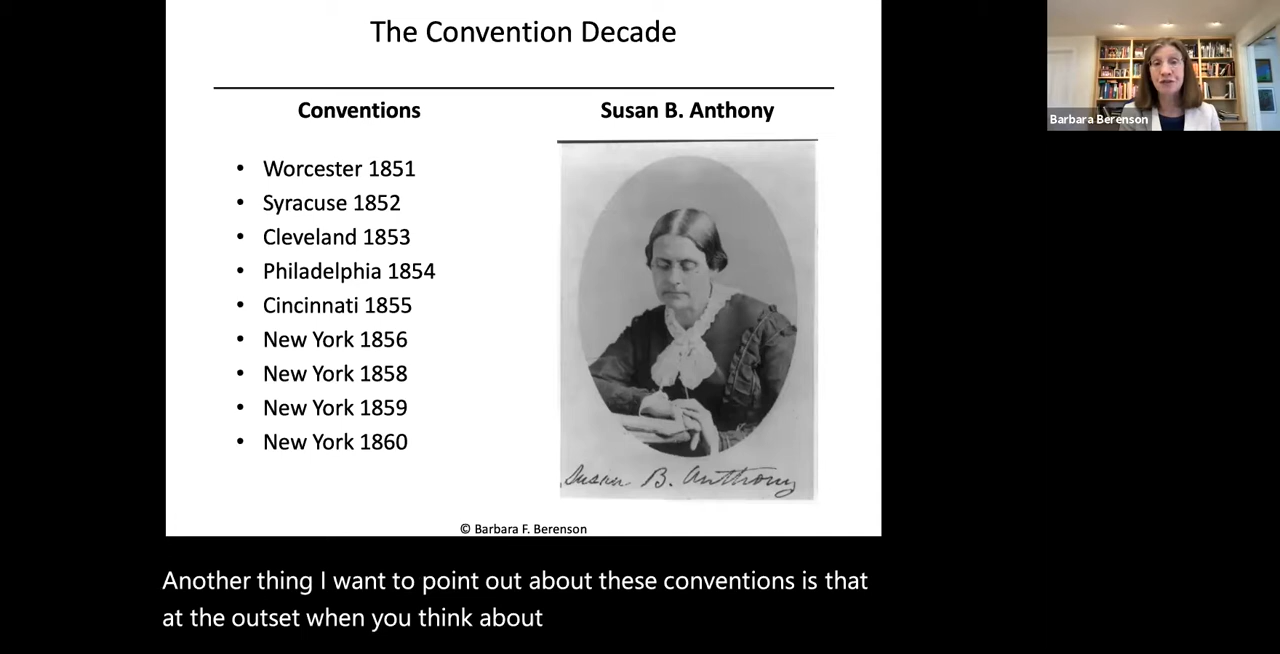 The Convention Decade
Conventions
Susan B. Anthony
• Worcester 1851
• Syracuse 1852
• Cleveland 1853
• Philadelphia 1854
• Cincinnati 1855
• New York 1856
• New York 1858
• New York 1859
• New York 1860
Susan B. Anthony
© Barbara F. Berenson
Barbara Berenson
Another thing I want to point out about these conventions is that
at the outset when you think about